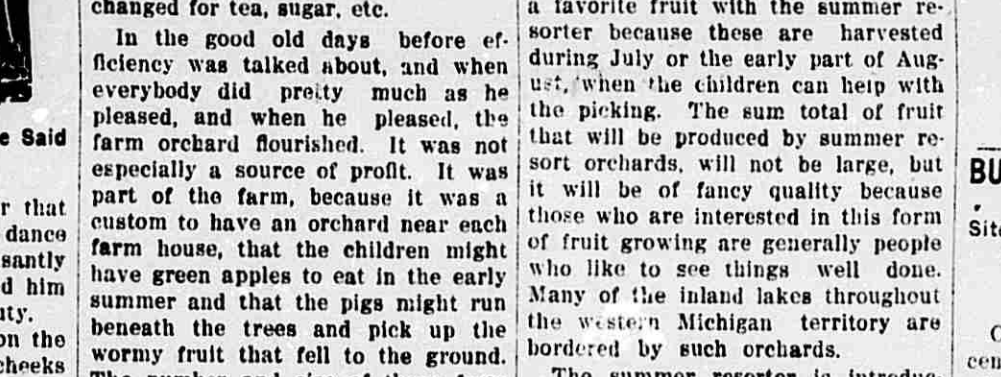 e Said
r that
dance
santly
d him
uty.
on the
cheeks
changed for tea, sugar, etc.
In the good old days before ef-
ficiency was talked about, and when
everybody did pretty much as he
pleased, and when he pleased, the
farm orchard flourished. It was not
especially a source of profit. It was
part of the farm, because it was a
custom to have an orchard near each
farm house, that the children might
have green apples to eat in the early
summer and that the pigs might run
beneath the trees and pick up the
wormy fruit that fell to the ground.
a favorite fruit with the summer re-
sorter because these are harvested
during July or the early part of Aug-
ust, when the children can help with
the picking. The sum total of fruit
that will be produced by summer re-
sort orchards, will not be large, but
it will be of fancy quality because
those who are interested in this form
of fruit growing are generally people
who like to see things well done.
Many of the inland lakes throughout
the western Michigan territory are
bordered by such orchards.
The summer resorter is introduc-
BU
Site
C
cen